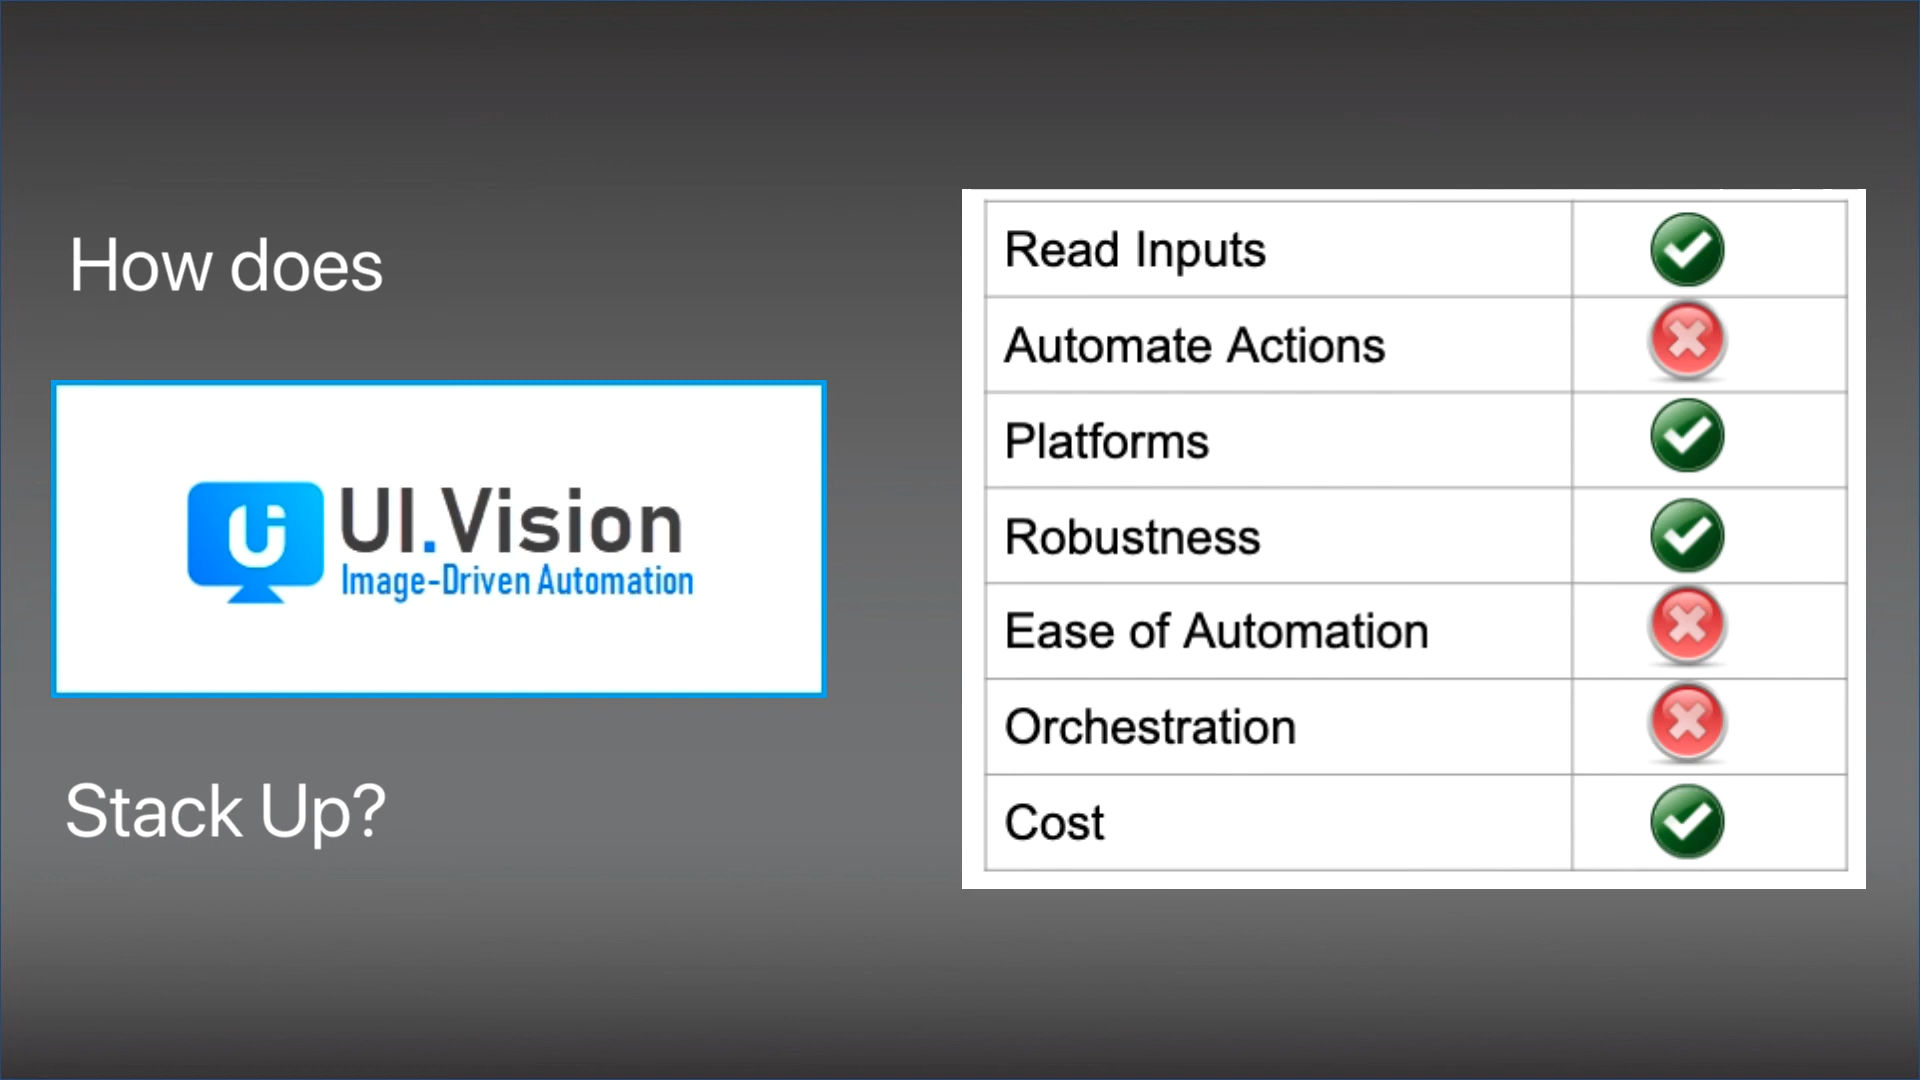 How does
UI.Vision
Image-Driven Automation
Stack Up?
Read Inputs
Automate Actions
Platforms
Robustness
Ease of Automation
Orchestration
Cost